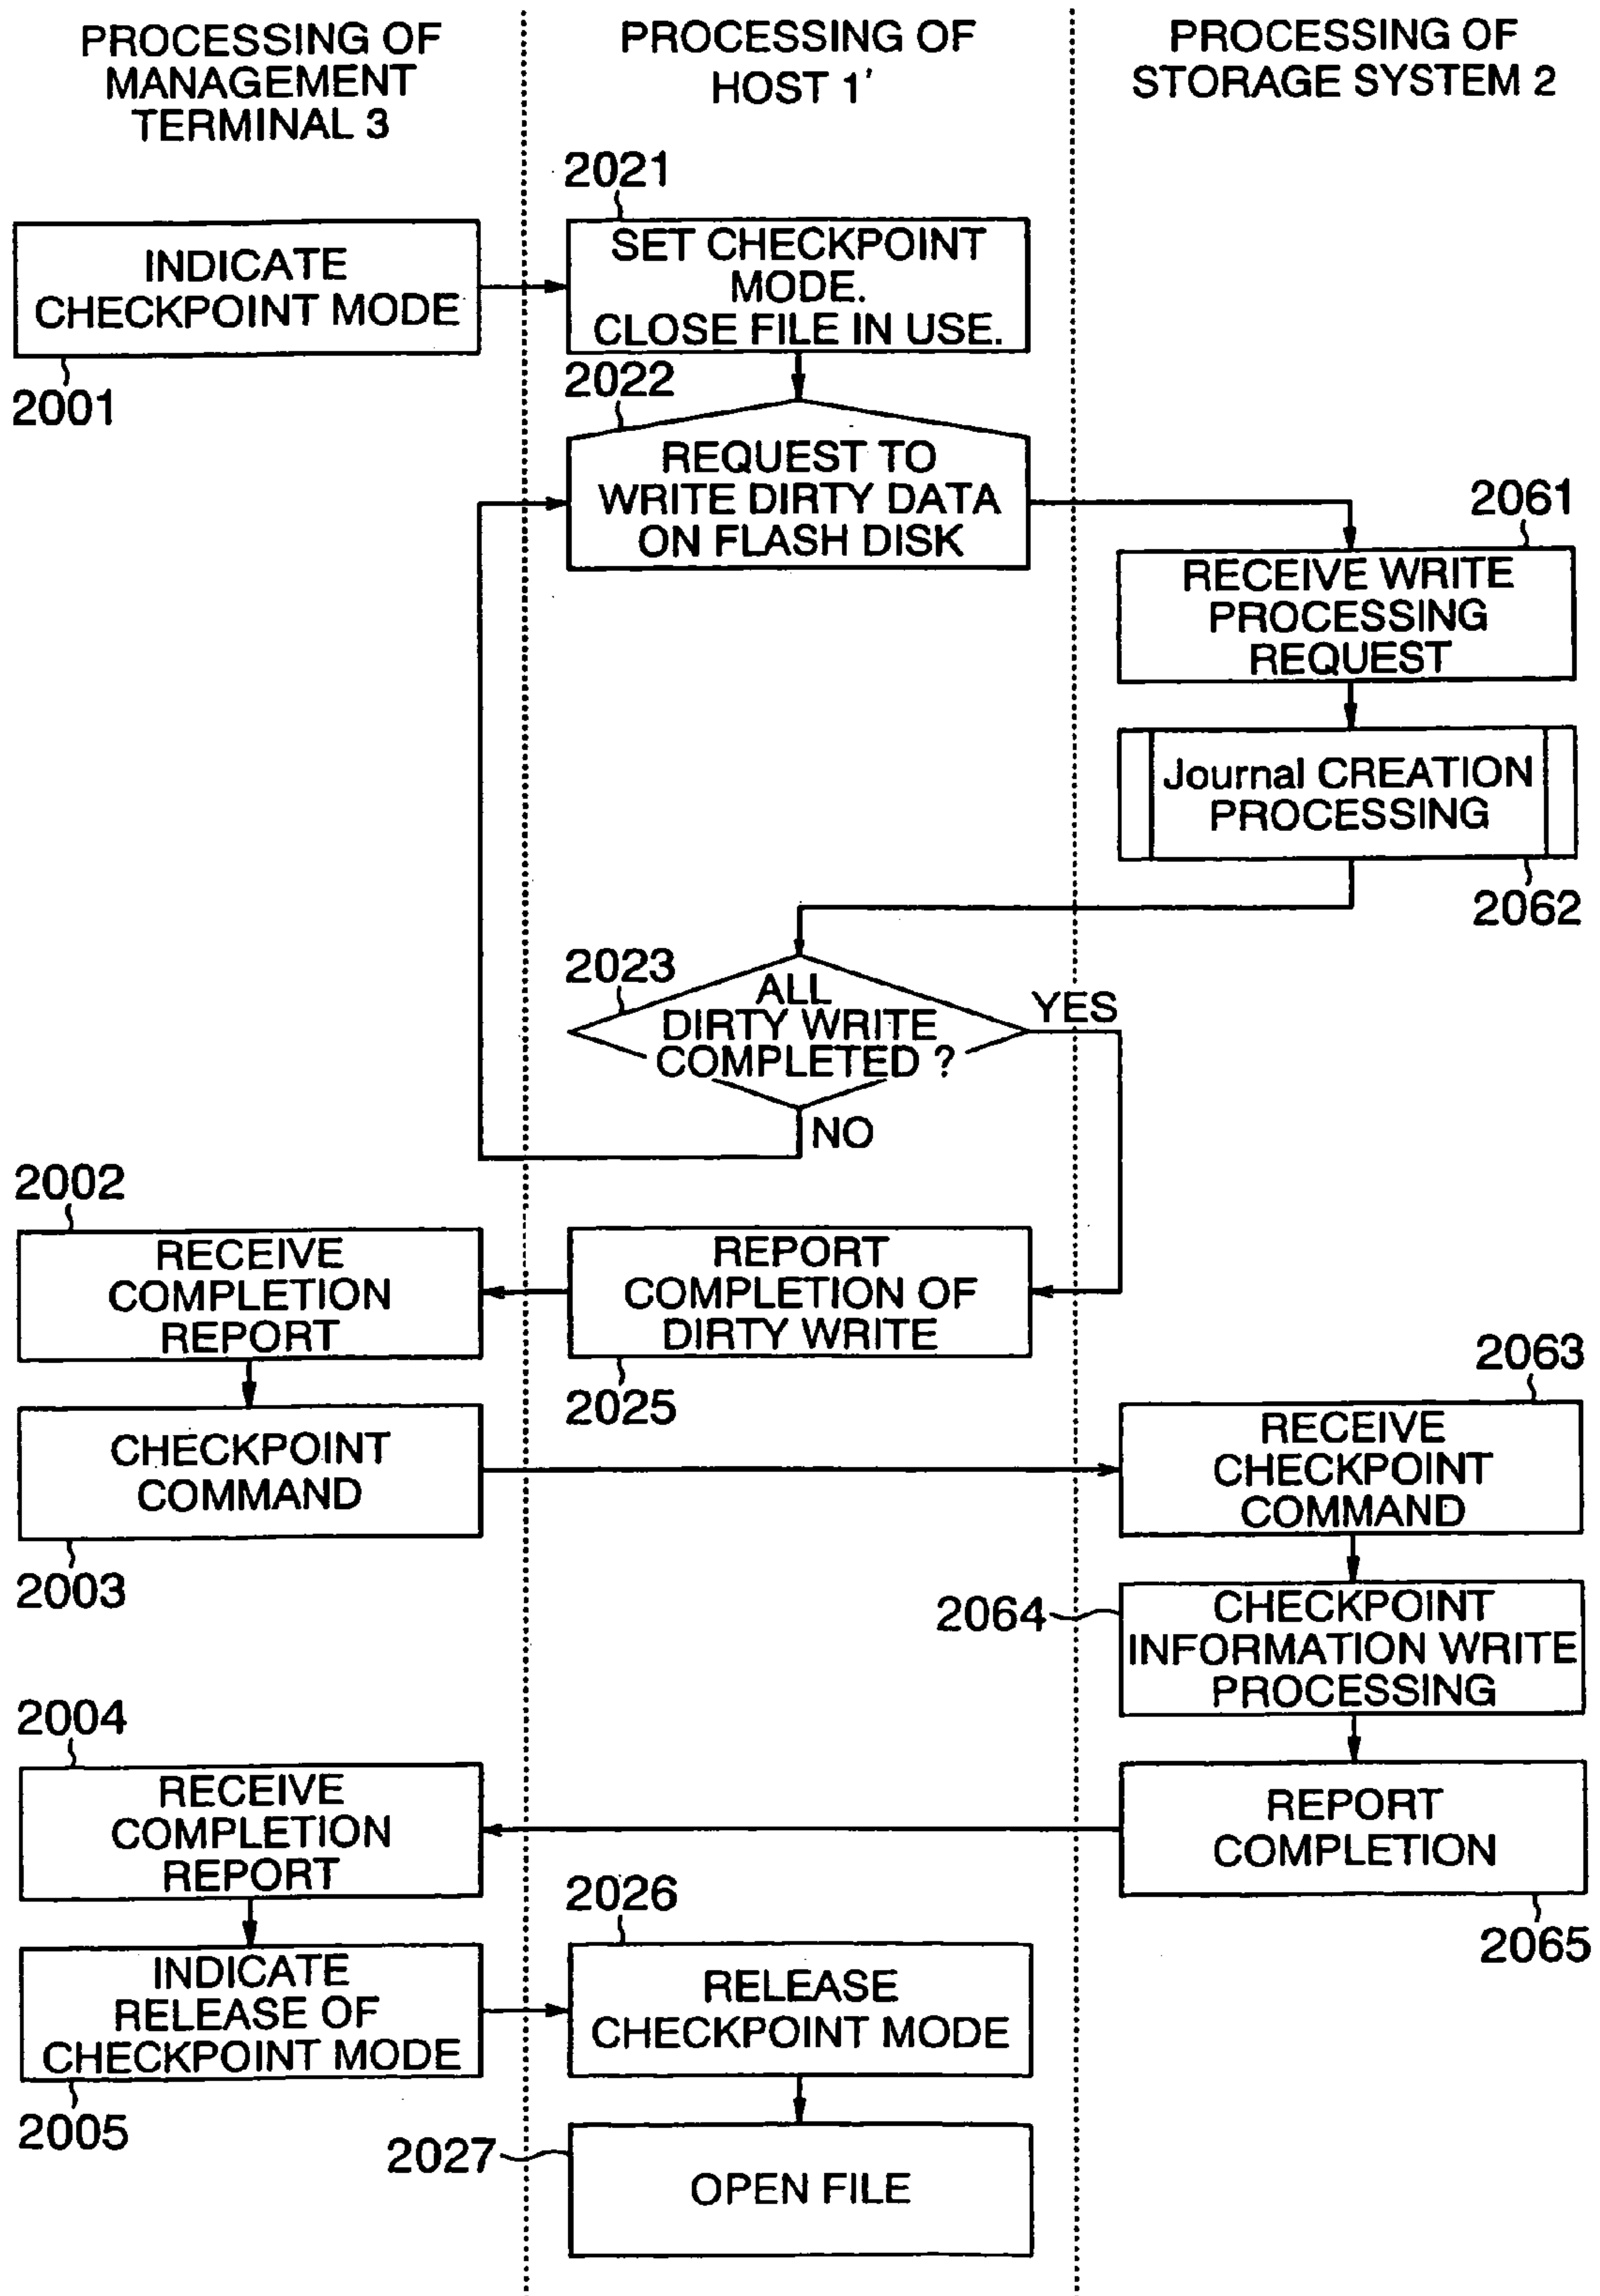 PROCESSING OF
MANAGEMENT
TERMINAL 3
PROCESSING OF
HOST 1'
PROCESSING OF
STORAGE SYSTEM 2
INDICATE
CHECKPOINT MODE
2001
2021
SET CHECKPOINT
MODE.
CLOSE FILE IN USE.
2022
REQUEST TO
WRITE DIRTY DATA
ON FLASH DISK
2061
RECEIVE WRITE
PROCESSING
REQUEST
Journal CREATION
PROCESSING
2062
2023
ALL
DIRTY WRITE
COMPLETED ?
YES
NO
2002
RECEIVE
COMPLETION
REPORT
REPORT
COMPLETION OF
DIRTY WRITE
2025
CHECKPOINT
COMMAND
2003
2063
RECEIVE
CHECKPOINT
COMMAND
2064
CHECKPOINT
INFORMATION WRITE
PROCESSING
2004
RECEIVE
COMPLETION
REPORT
REPORT
COMPLETION
2065
INDICATE
RELEASE OF
CHECKPOINT MODE
2005
2026
RELEASE
CHECKPOINT MODE
2027
OPEN FILE